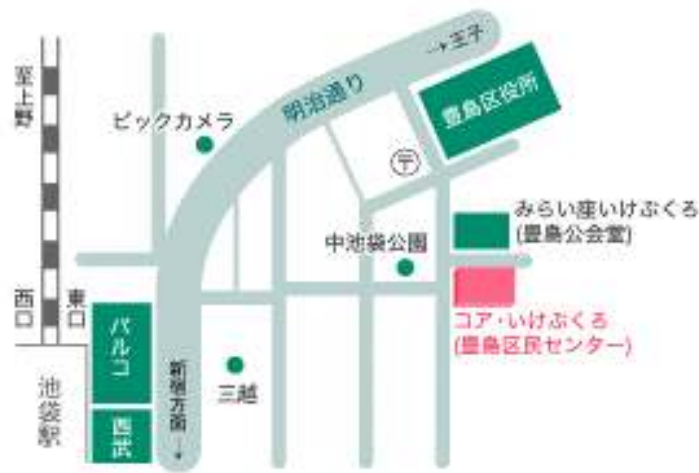 至上野
西口
東口
池袋駅
パルコ
西武
ビックカメラ
明治通り
→王子
豊島区役所
〒
みらい座いけぶくろ
(豊島公会堂)
中池袋公園
コア・いけぶくろ
(豊島区民センター)
三越
新宿方面→